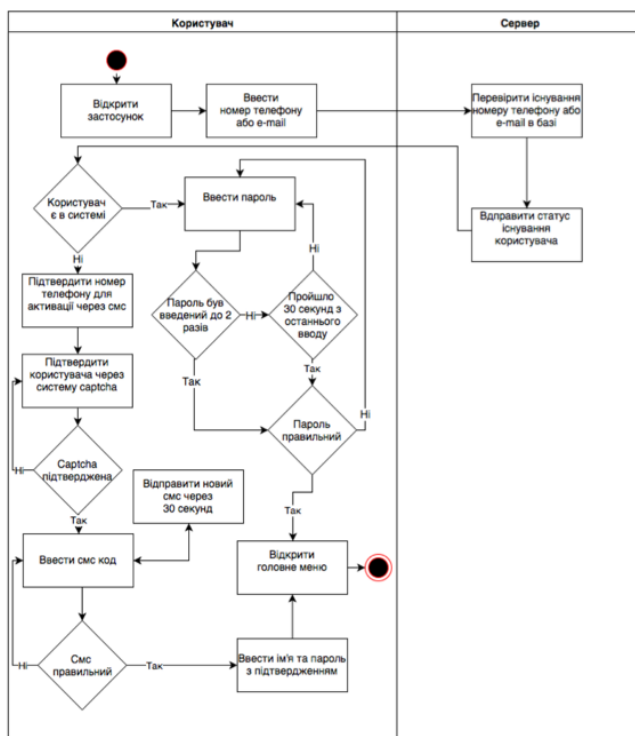 Користувач
Сервер
Відкрити
застосунок
Ввести
номер телефону
або e-mail
Перевірити існування
номеру телефону або
e-mail в базі
Користувач
є в системі
Так
Ввести пароль
Відправити статус
існування
користувача
Ні
Ні
Підтвердити номер
телефону для
активації через смс
Пароль був
введений до 2
разів
Ні
Пройшло
30 секунд з
останнього
вводу
Підтвердити
користувача через
систему captcha
Так
Так
Ні
Пароль
правильний
Captcha
підтверджена
Ні
Так
Відправити новий
смс через
30 секунд
Так
Ввести смс код
Відкрити
головне меню
Смс
правильний
Ні
Так
Ввести ім'я та пароль
з підтвердженням